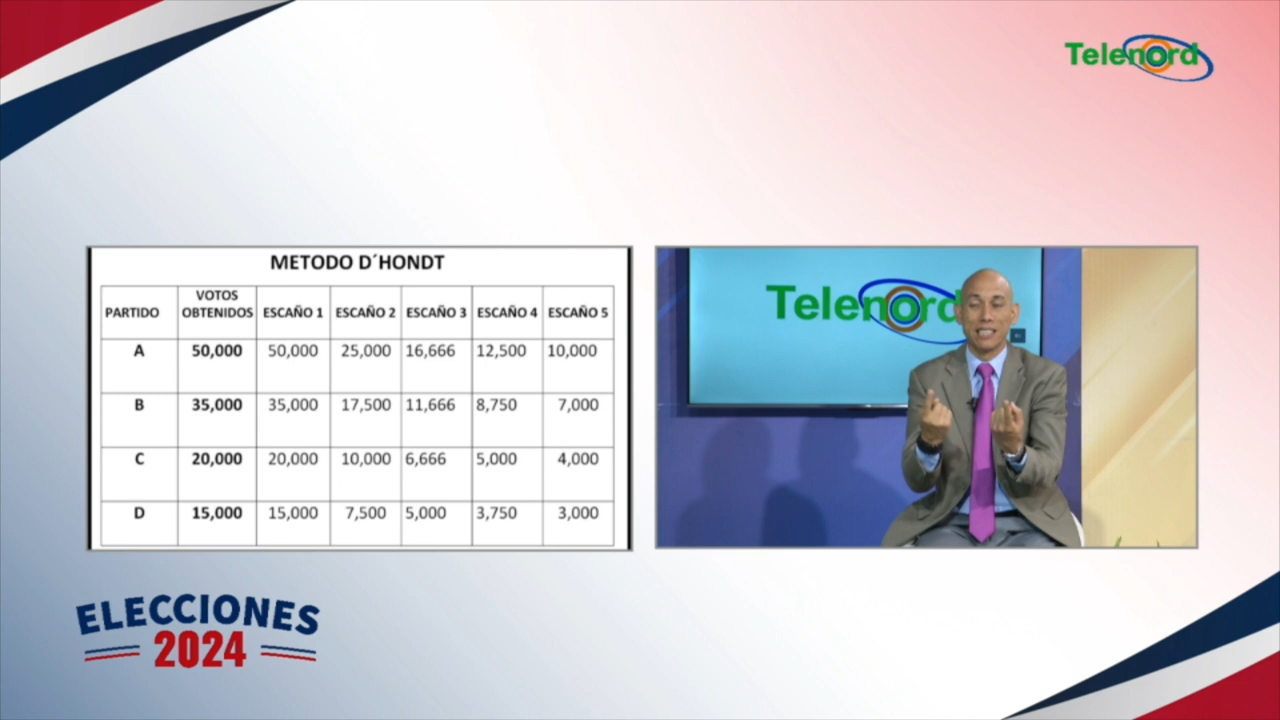 Telenord
METODO D´HONDT
PARTIDO VOTOS OBTENIDOS ESCAÑO 1 ESCAÑO 2 ESCAÑO 3 ESCAÑO 4 ESCAÑO 5
A 50,000 50,000 25,000 16,666 12,500 10,000
B 35,000 35,000 17,500 11,666 8,750 7,000
C 20,000 20,000 10,000 6,666 5,000 4,000
D 15,000 15,000 7,500 5,000 3,750 3,000
Telenord
ELECCIONES
2024